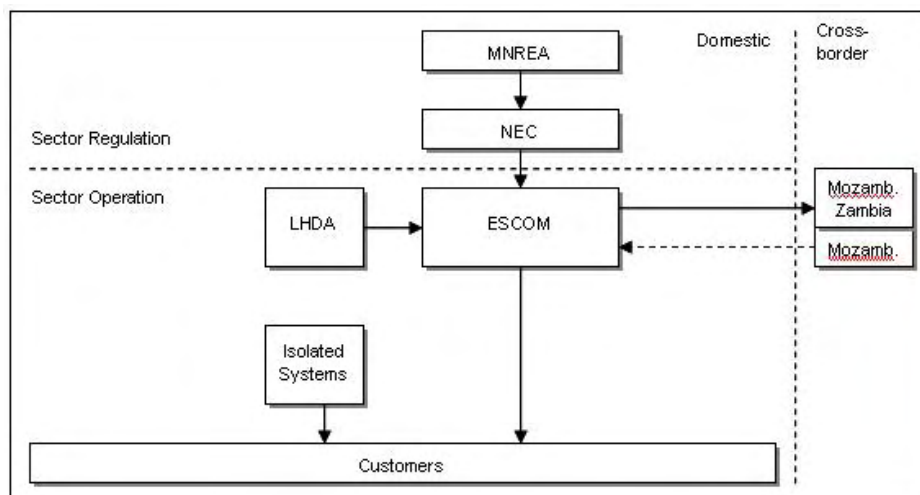 MNREA
Domestic
Cross-
border
NEC
Sector Regulation
Sector Operation
LHDA
ESCOM
Mozamb.
Zambia
Mozamb.
Isolated
Systems
Customers